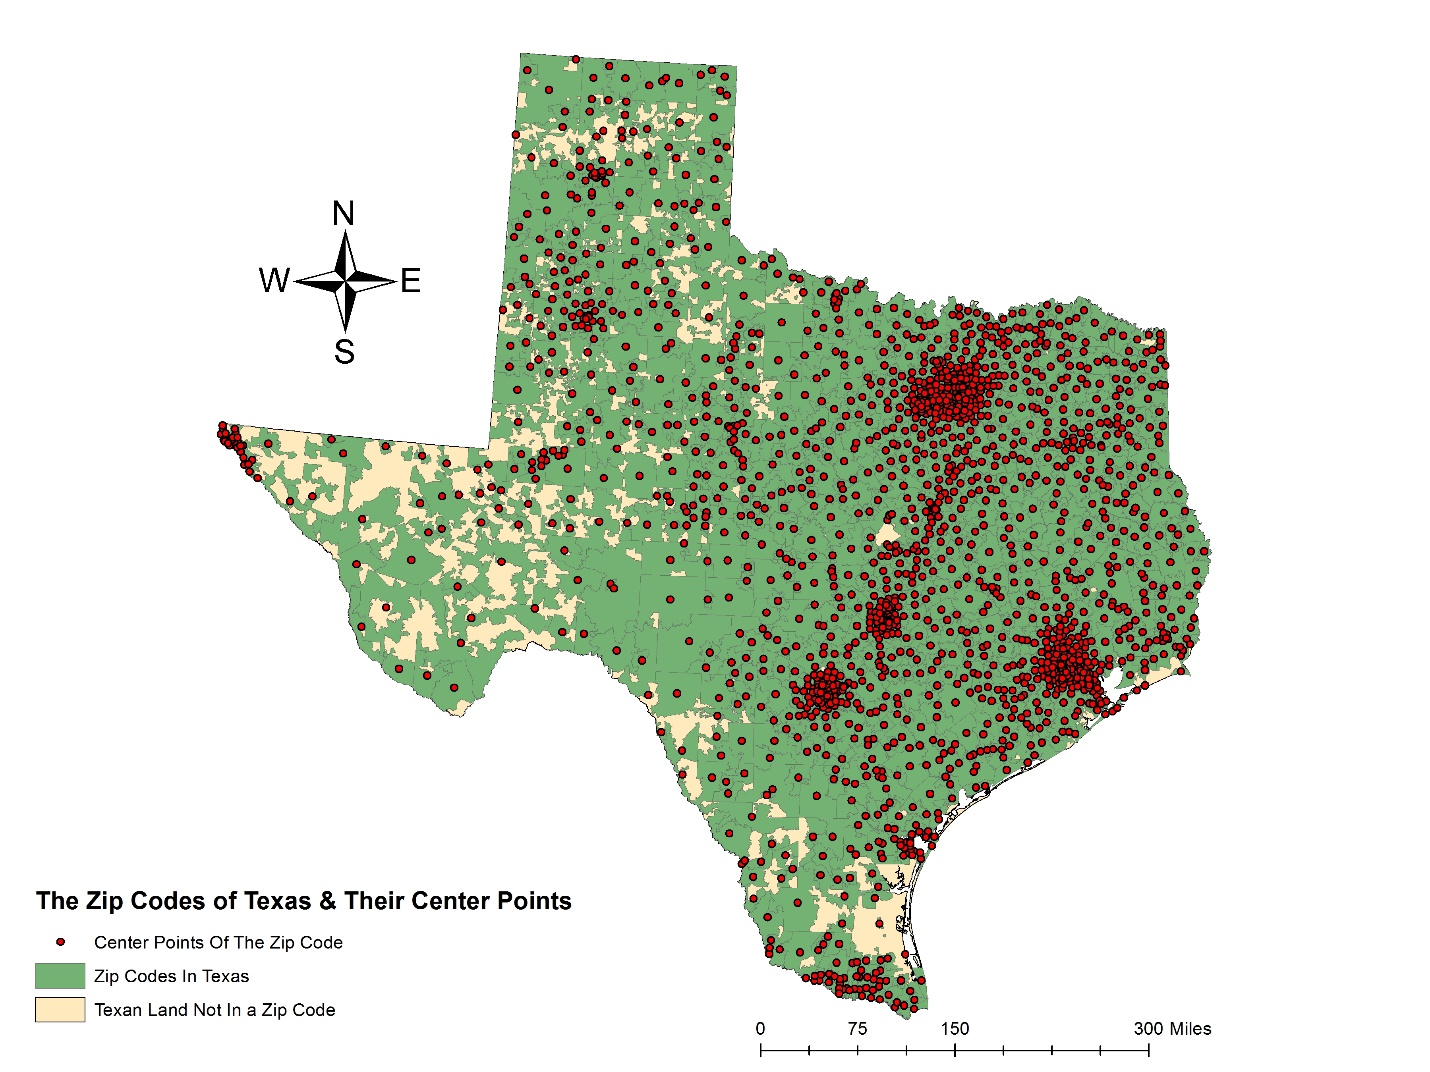 N
W E
S
The Zip Codes of Texas & Their Center Points
Center Points Of The Zip Code
Zip Codes In Texas
Texan Land Not In a Zip Code
0 75 150 300 Miles